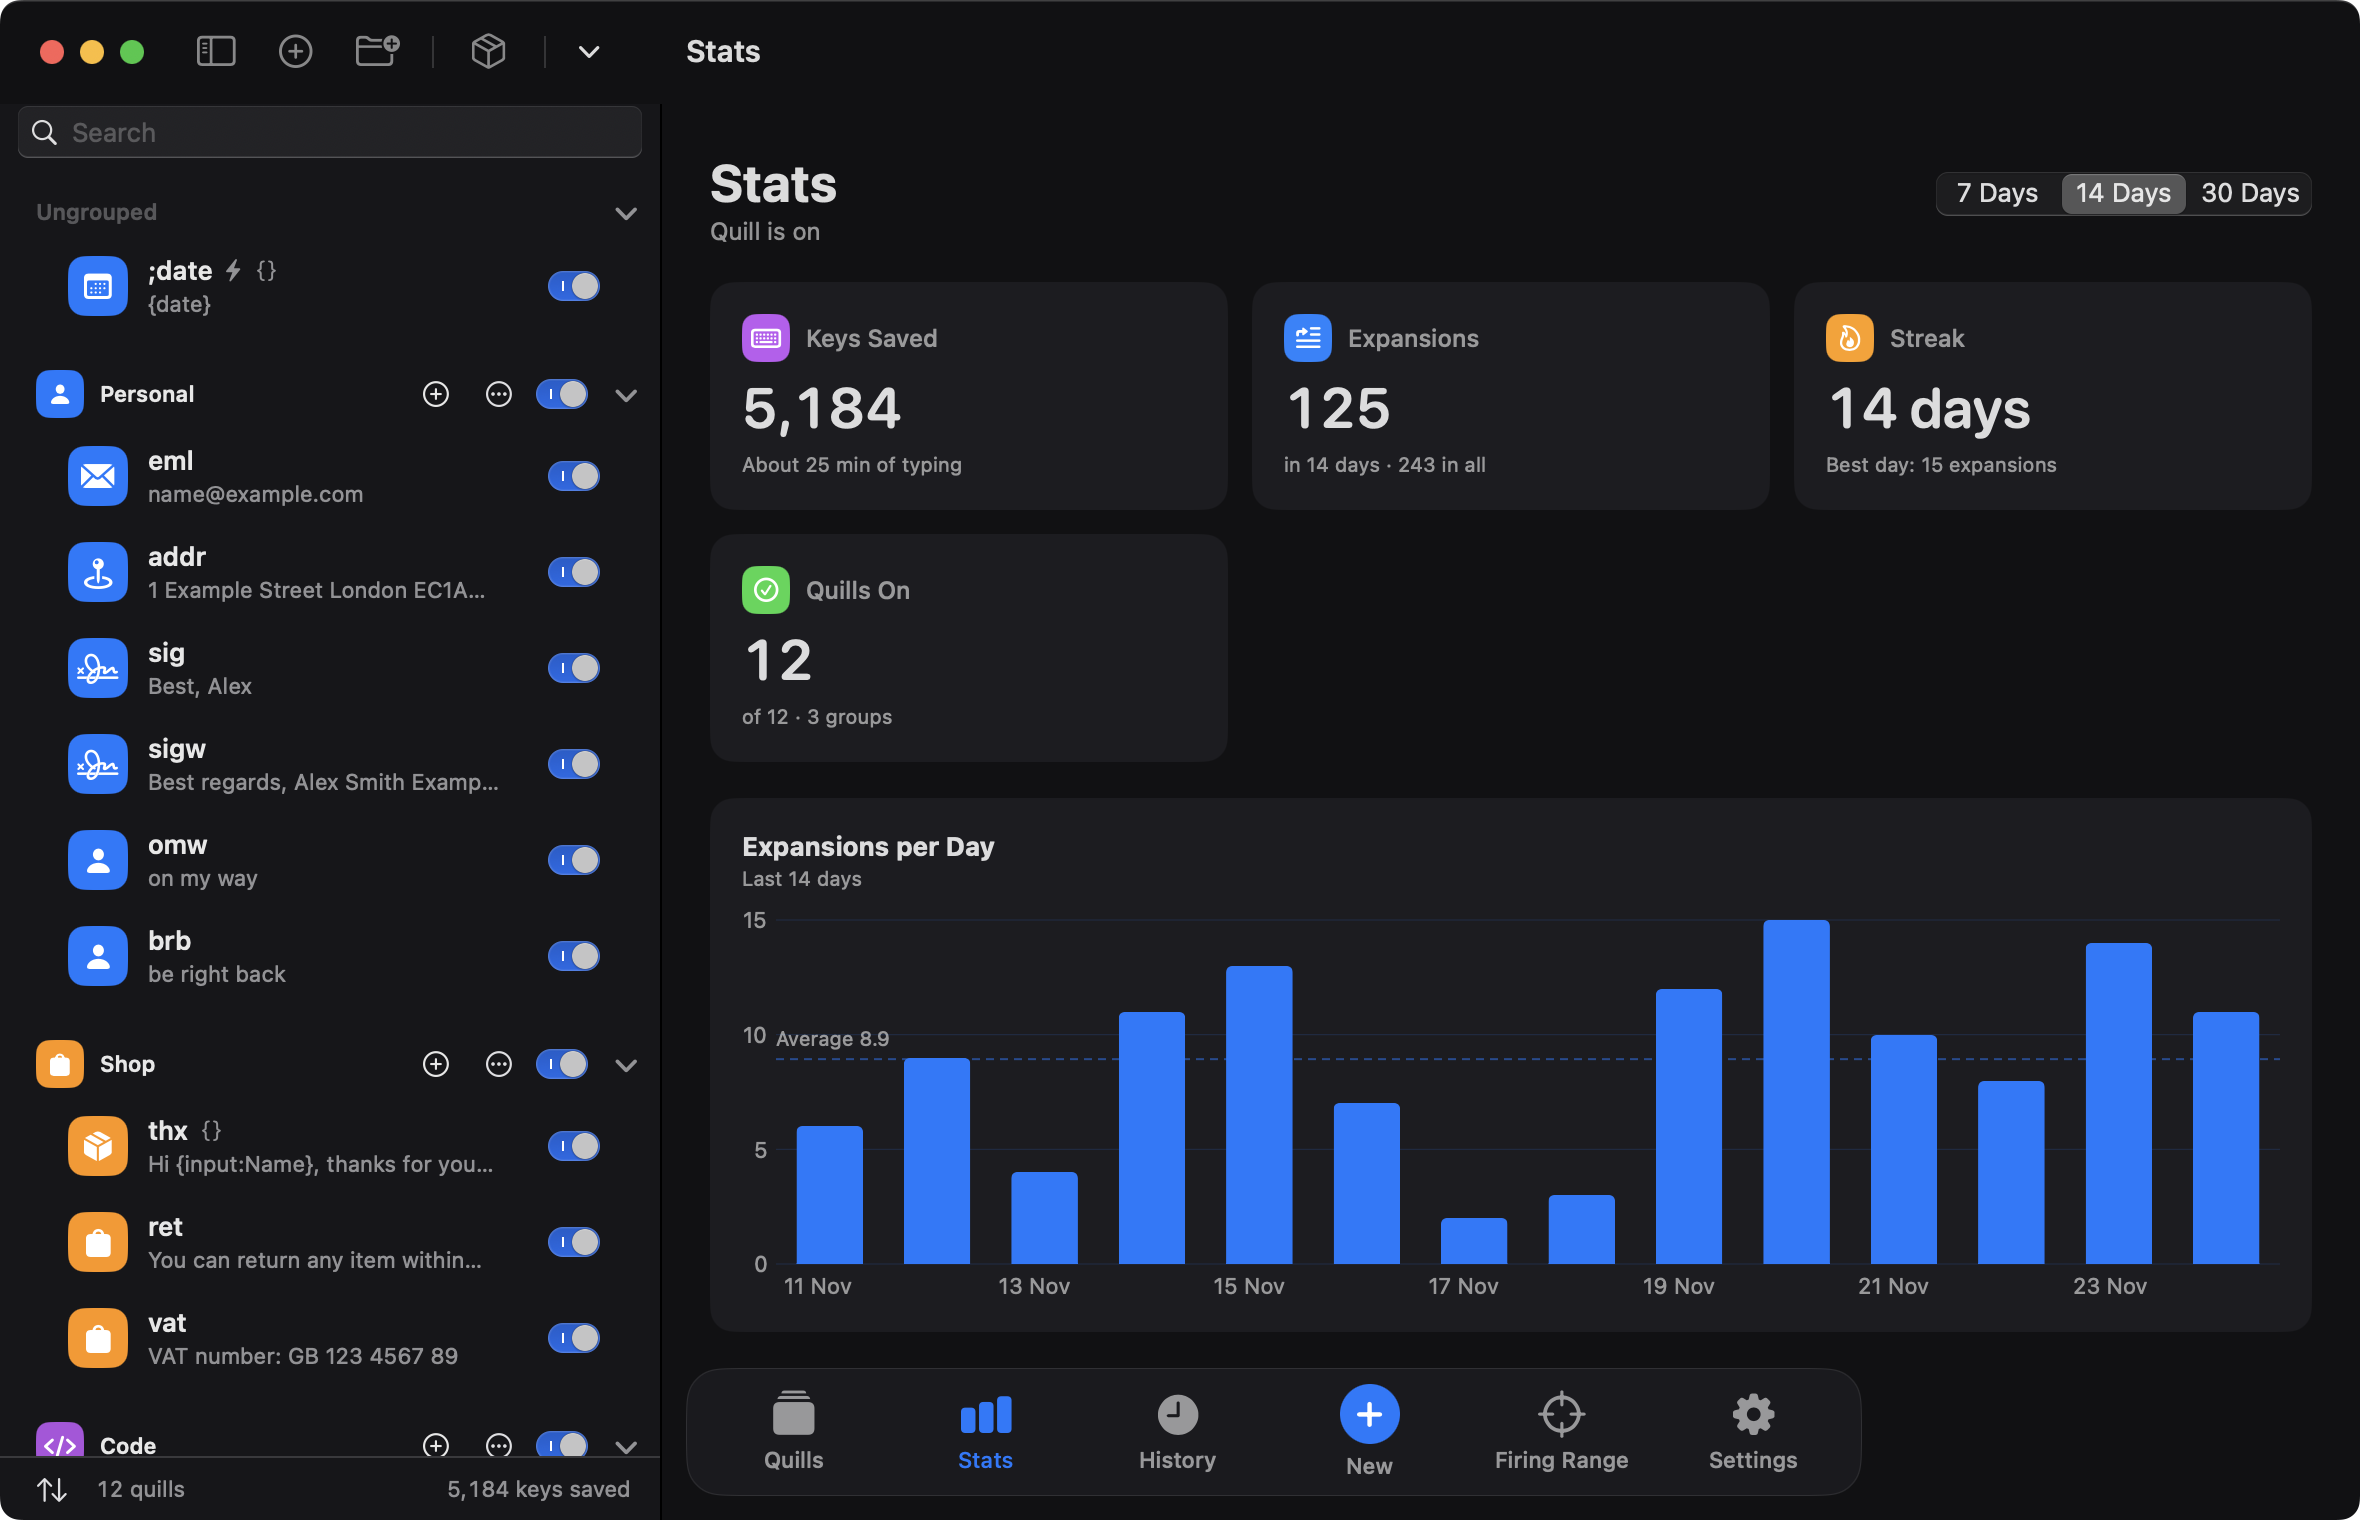 Stats
Search
Ungrouped
;date {}
{date}
Personal
eml
name@example.com
addr
1 Example Street London EC1A...
sig
Best, Alex
sigw
Best regards, Alex Smith Examp...
omw
on my way
brb
be right back
Shop
thx {}
Hi {input:Name}, thanks for you...
ret
You can return any item within...
vat
VAT number: GB 123 4567 89
</> Code
12 quills 5,184 keys saved
Stats
Quill is on
7 Days 14 Days 30 Days
Keys Saved
5,184
About 25 min of typing
Expansions
125
in 14 days · 243 in all
Streak
14 days
Best day: 15 expansions
Quills On
12
of 12 · 3 groups
Expansions per Day
Last 14 days
15
10
Average 8.9
5
0
11 Nov 13 Nov 15 Nov 17 Nov 19 Nov 21 Nov 23 Nov
Quills Stats History New Firing Range Settings